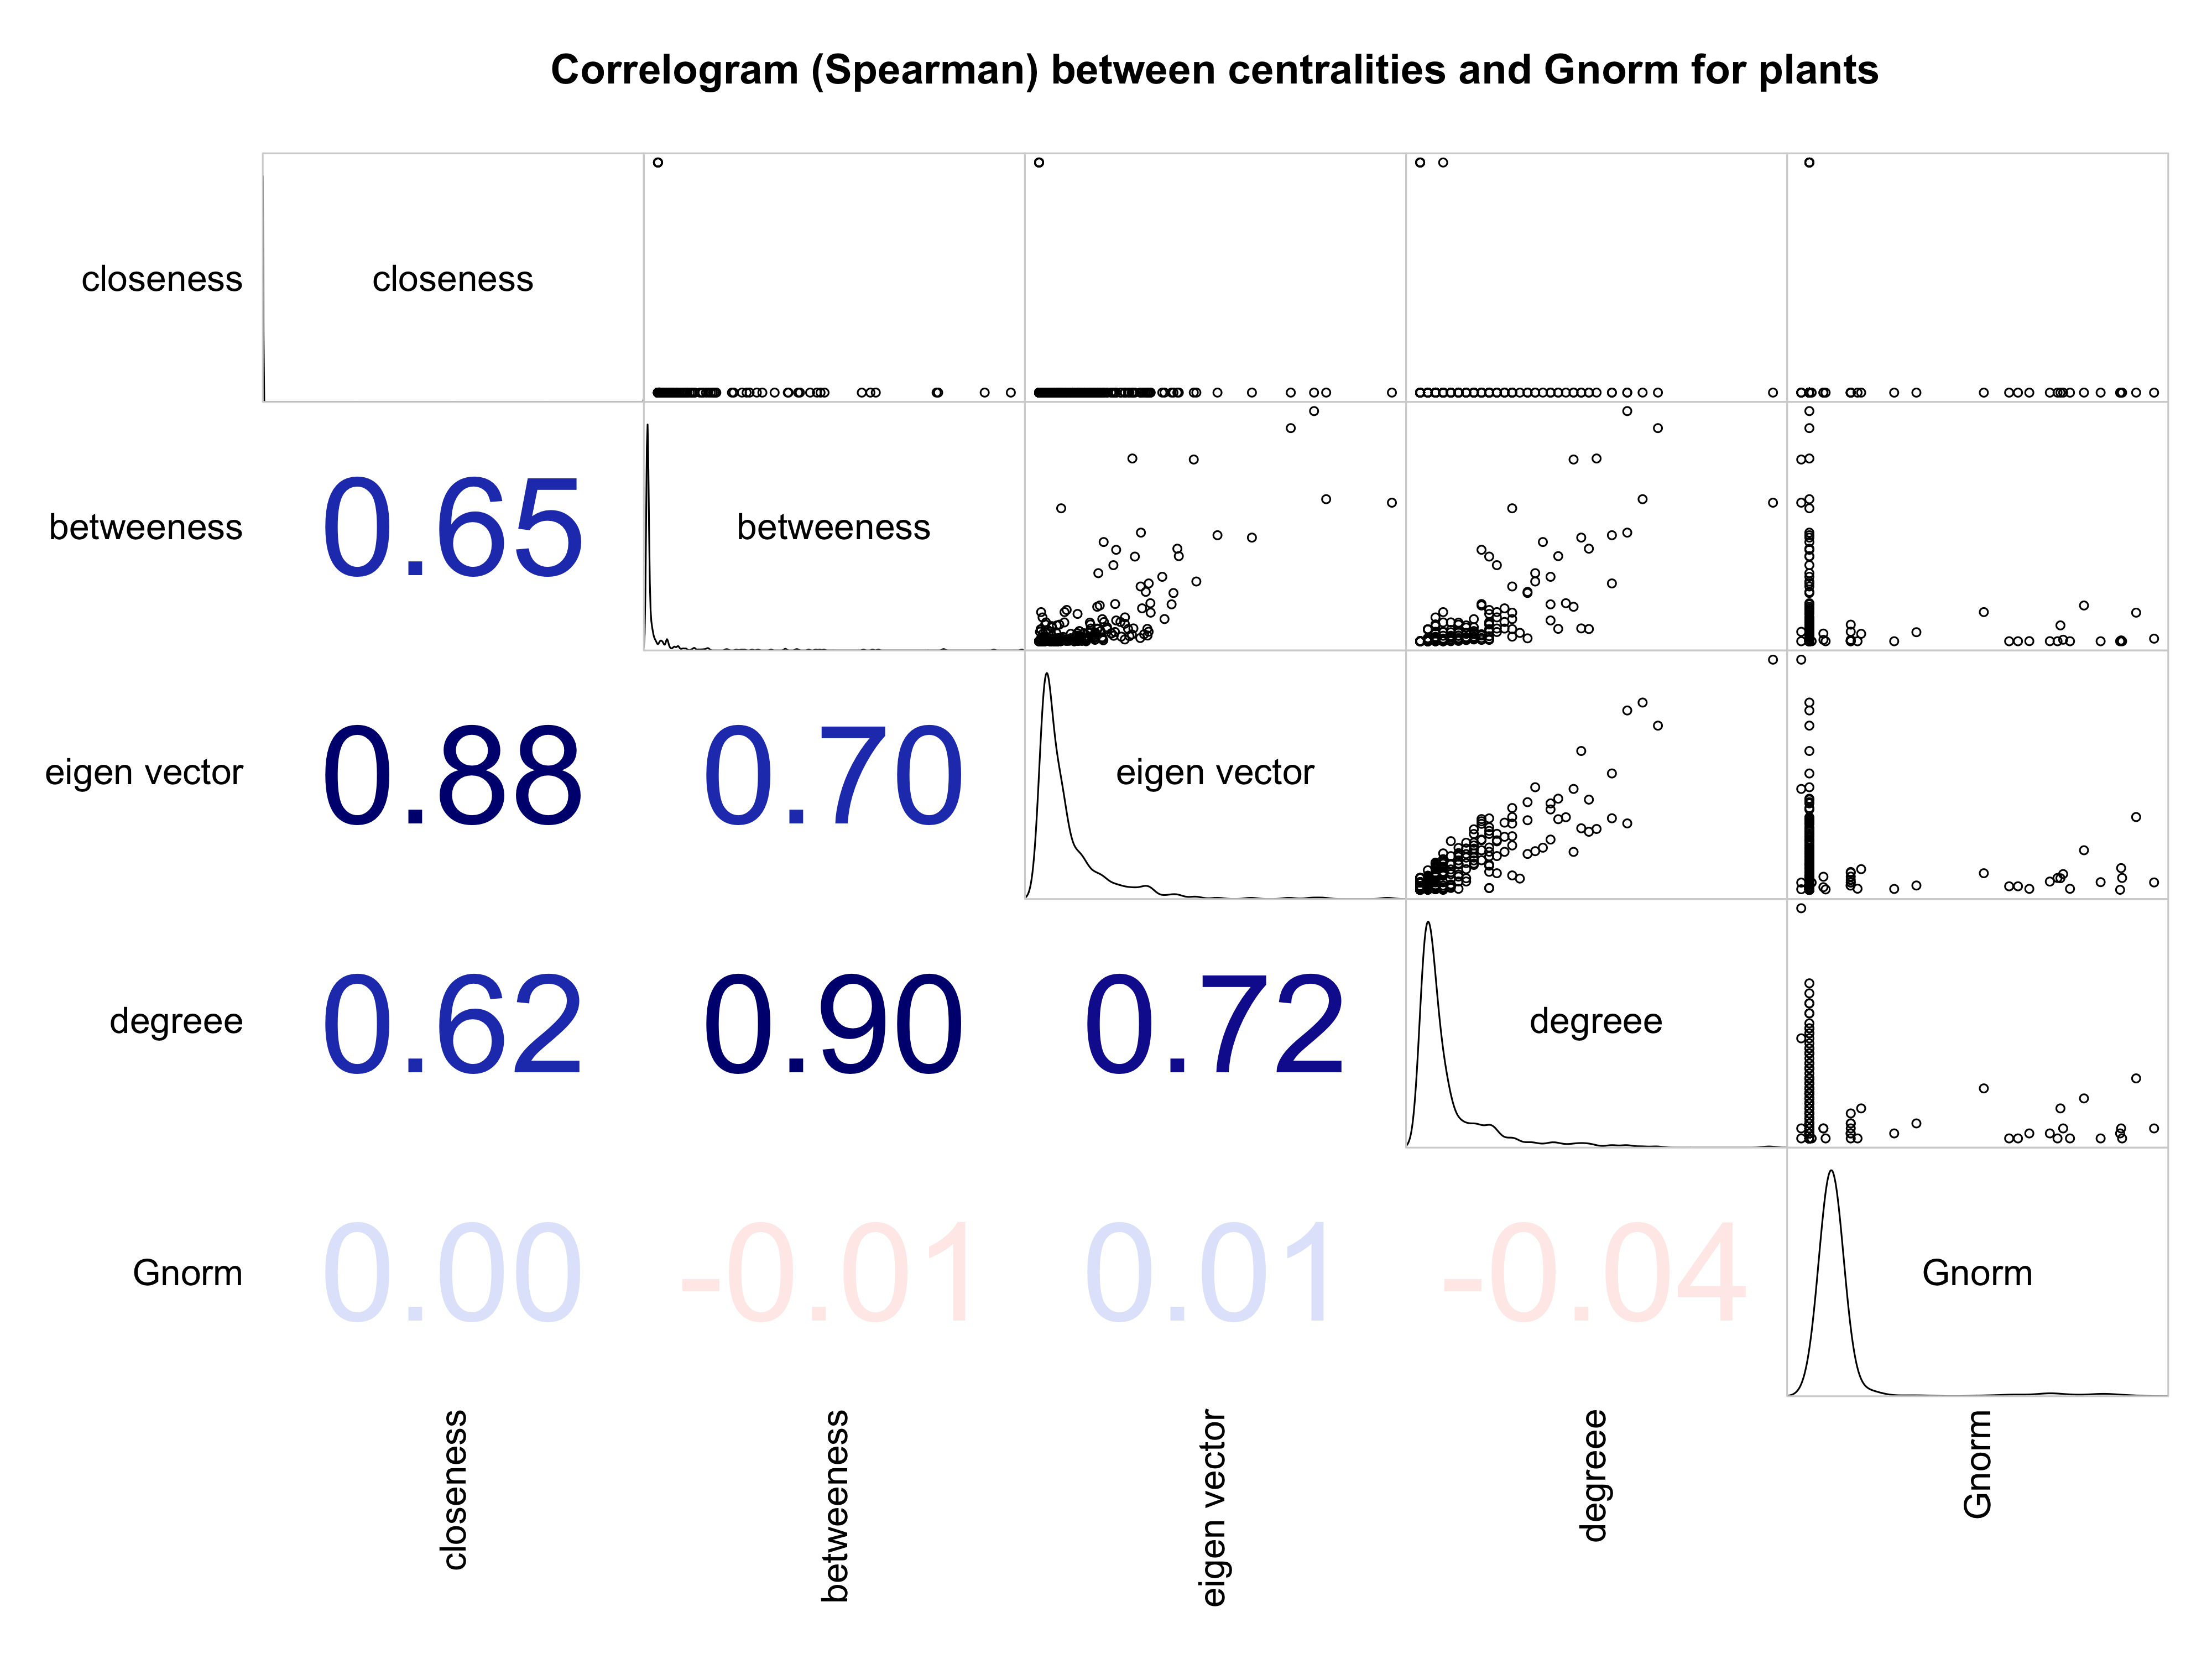 Correlogram (Spearman) between centralities and Gnorm for plants
closeness closeness
betweeness 0.65 betweeness
eigen vector 0.88 0.70 eigen vector
degreee 0.62 0.90 0.72 degreee
Gnorm 0.00 -0.01 0.01 -0.04 Gnorm
closeness
betweeness
eigen vector
degreee
Gnorm